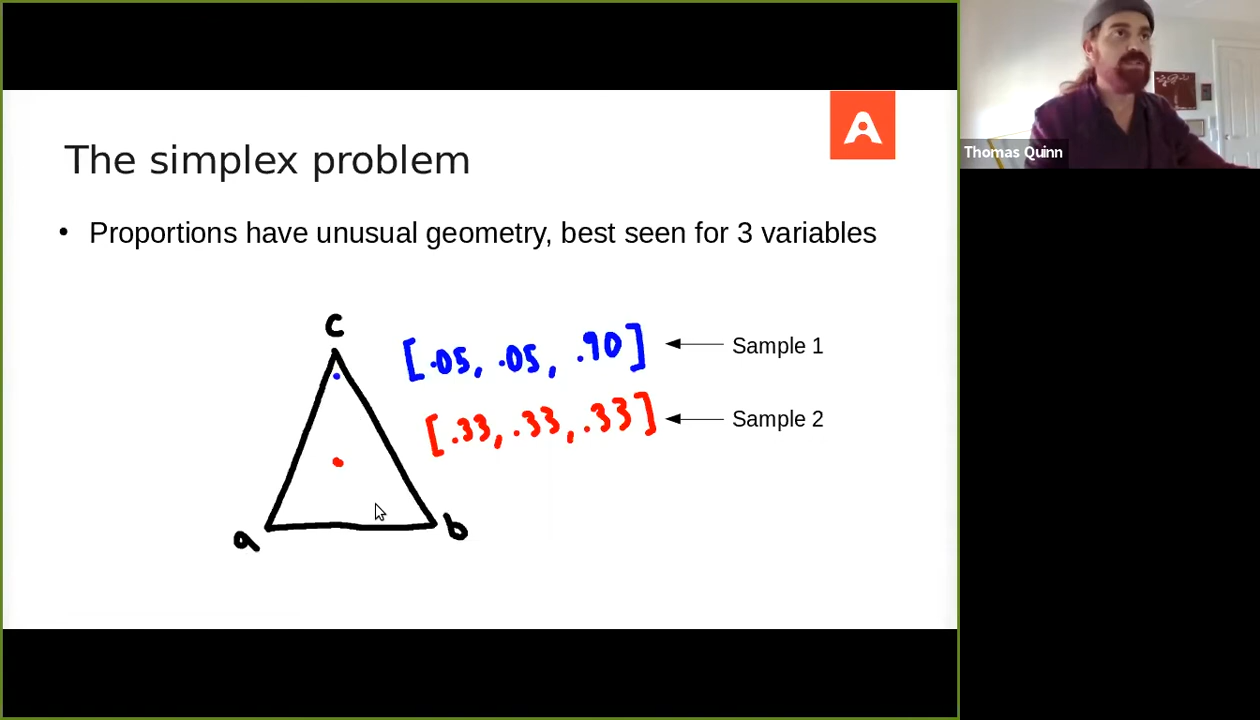 The simplex problem
• Proportions have unusual geometry, best seen for 3 variables
c
[.05, .05, .90]
Sample 1
[.33, .33, .33]
Sample 2
a
b
Thomas Quinn